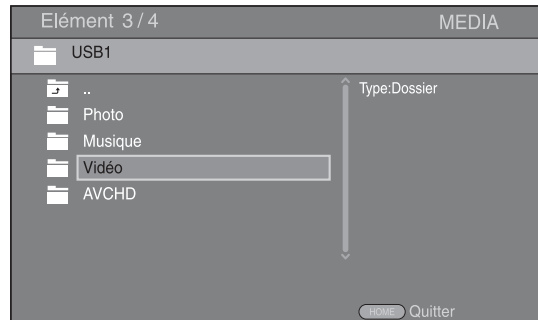 Elément 3/4 MEDIA
USB1
..
Type:Dossier
Photo
Musique
Vidéo
AVCHD
HOME Quitter